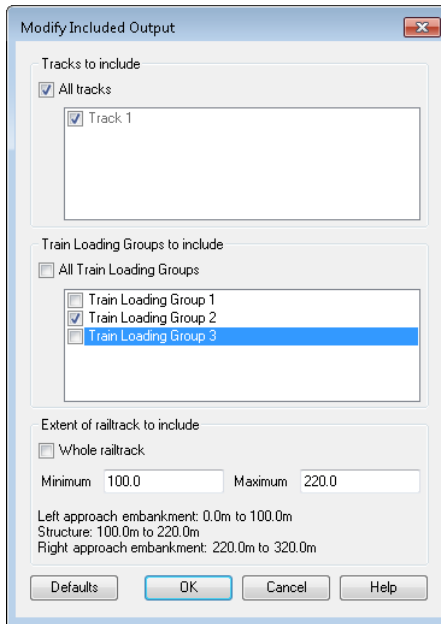 Modify Included Output
Tracks to include
All tracks
Track 1
Train Loading Groups to include
All Train Loading Groups
Train Loading Group 1
Train Loading Group 2
Train Loading Group 3
Extent of railtrack to include
Whole railtrack
Minimum 100.0 Maximum 220.0
Left approach embankment: 0.0m to 100.0m
Structure: 100.0m to 220.0m
Right approach embankment: 220.0m to 320.0m
Defaults OK Cancel Help